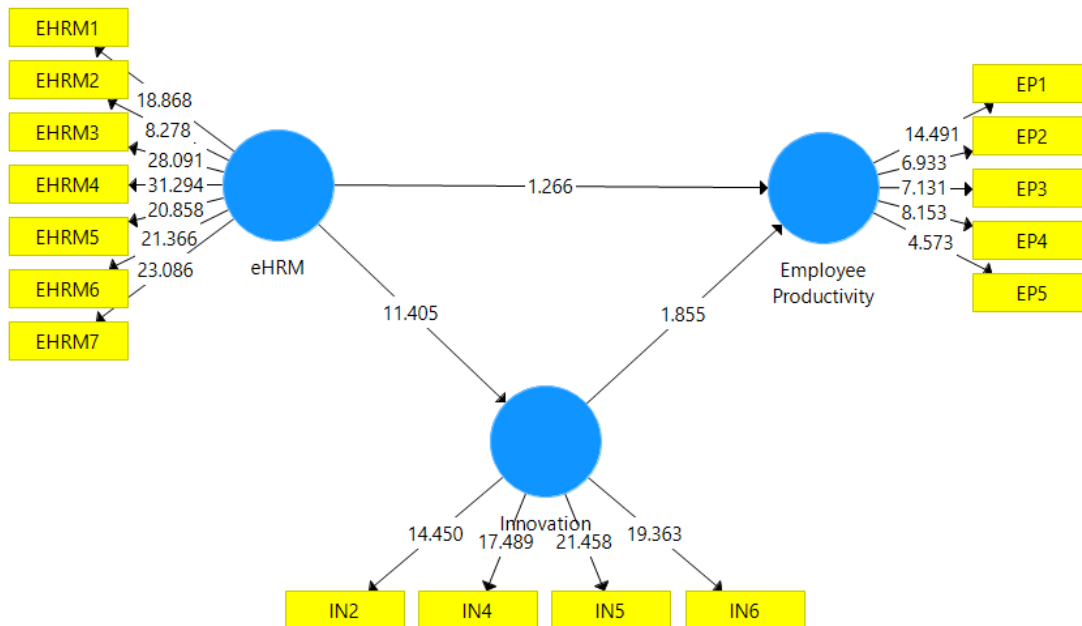 EHRM1
EHRM2
EHRM3
EHRM4
EHRM5
EHRM6
EHRM7
18.868
8.278
28.091
31.294
20.858
21.366
23.086
eHRM
1.266
11.405
1.855
Employee
Productivity
14.491
6.933
7.131
8.153
4.573
EP1
EP2
EP3
EP4
EP5
Innovation
14.450
17.489
21.458
19.363
IN2
IN4
IN5
IN6